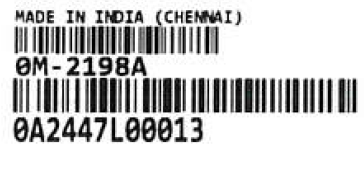 MADE IN INDIA (CHENNAI)
0M-2198A
0A2447L00013